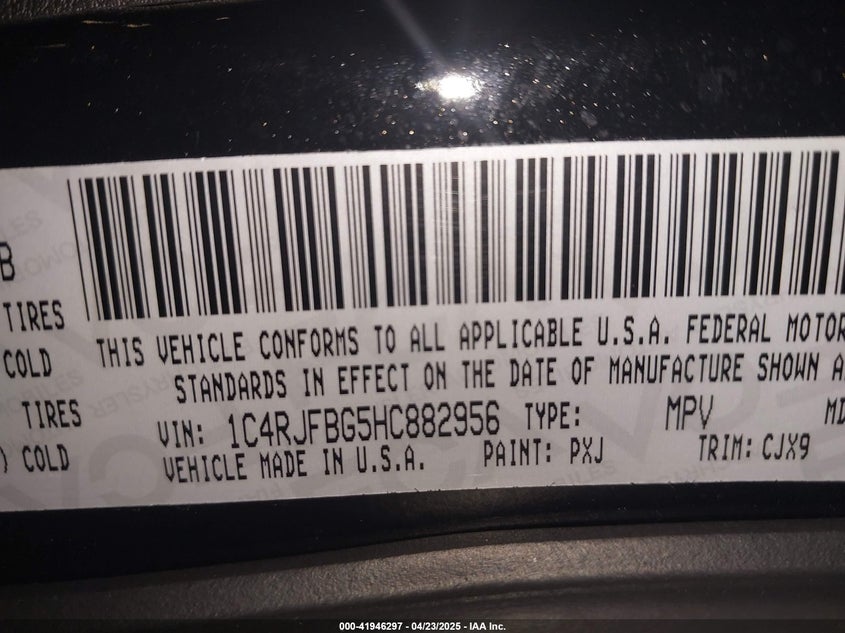 B
TIRES
COLD
TIRES
) COLD
THIS VEHICLE CONFORMS TO ALL APPLICABLE U.S.A. FEDERAL MOTOR
STANDARDS IN EFFECT ON THE DATE OF MANUFACTURE SHOWN A
VIN: 1C4RJFBG5HC882956 TYPE: MPV MD
VEHICLE MADE IN U.S.A. PAINT: PXJ TRIM: CJX9
000-41946297 - 04/23/2025 - IAA Inc.